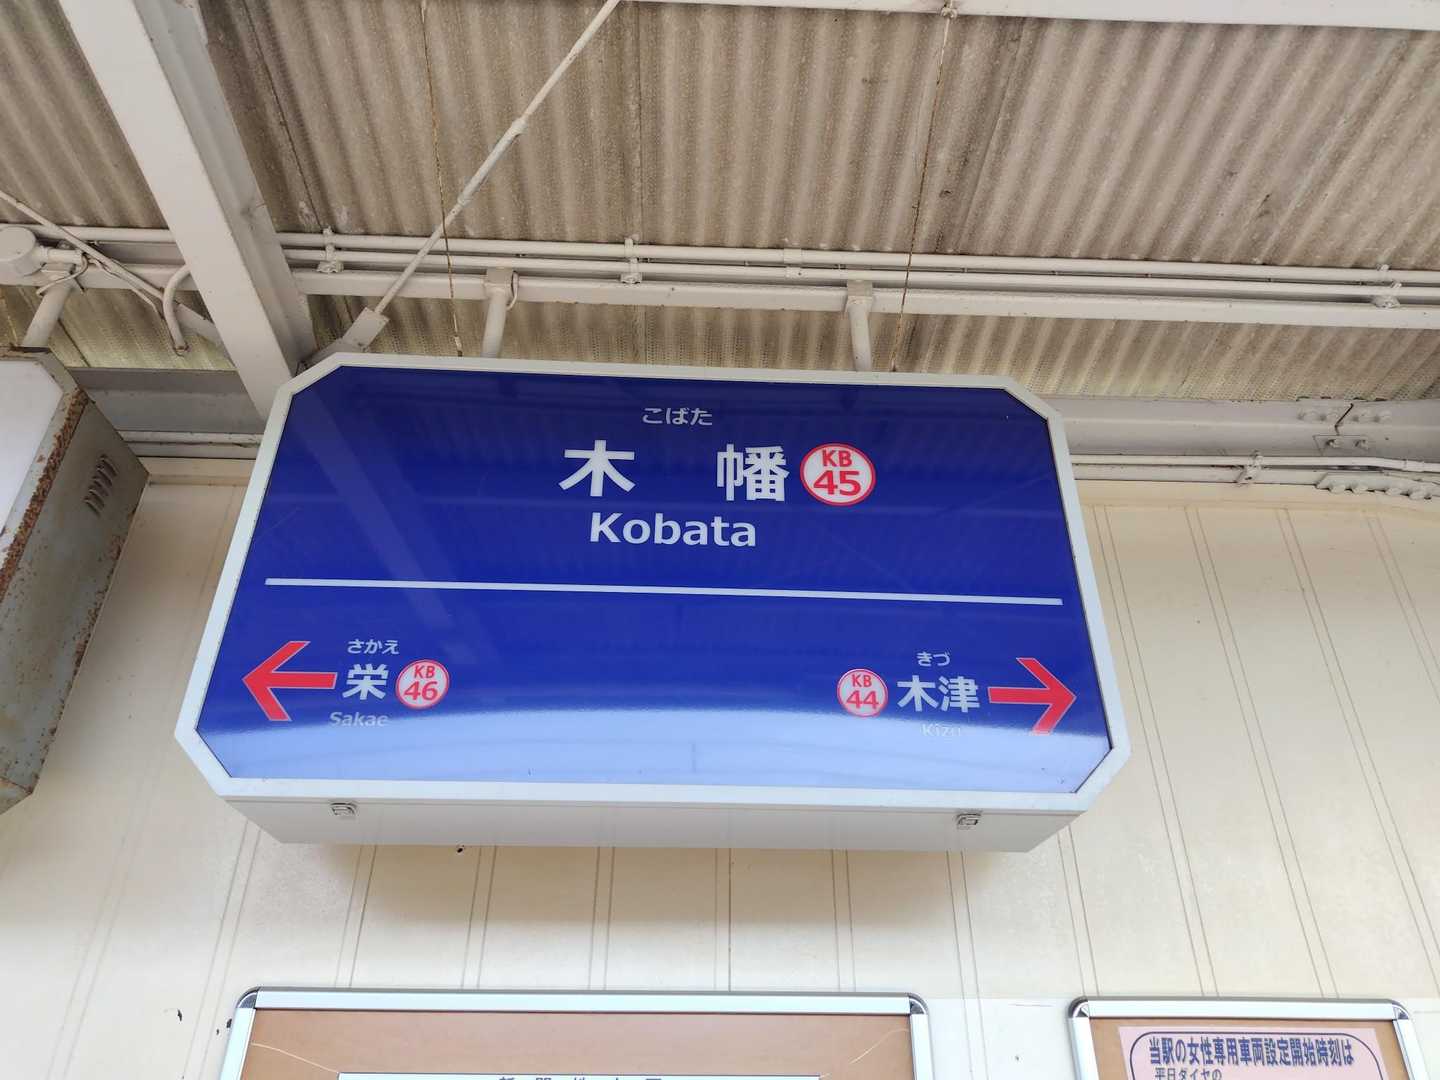 こばた
木幡 KB 45
Kobata
さかえ
栄 KB 46
Sakae
きづ
KB 44 木津
Kizu
当駅の女性専用車両設定開始時刻は
平日ダイヤの